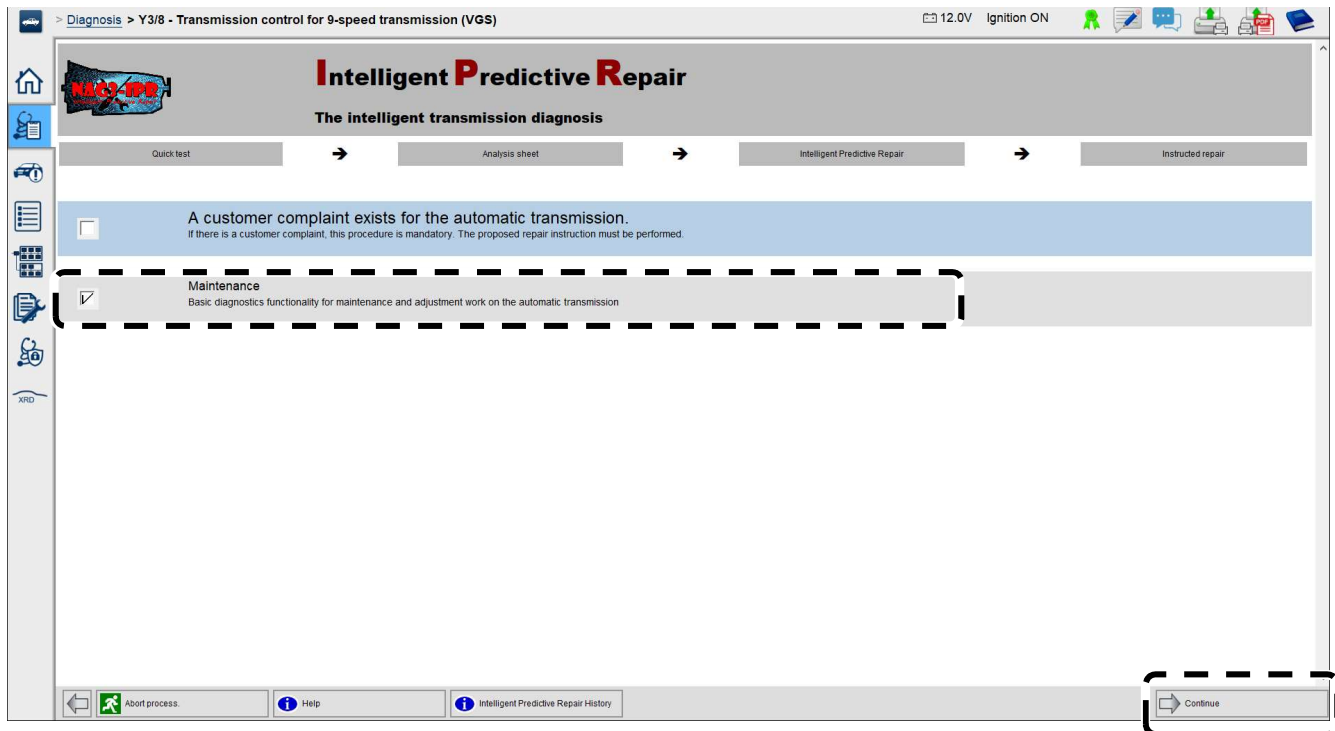 > Diagnosis > Y3/8 - Transmission control for 9-speed transmission (VGS)
12.0V Ignition ON
PDF
NAG3-IPR
Intelligent Predictive Repair
The intelligent transmission diagnosis
Quick test
Analysis sheet
Intelligent Predictive Repair
Instructed repair
A customer complaint exists for the automatic transmission.
If there is a customer complaint, this procedure is mandatory. The proposed repair instruction must be performed.
Maintenance
Basic diagnostics functionality for maintenance and adjustment work on the automatic transmission
XRD
Abort process.
Help
Intelligent Predictive Repair History
Continue